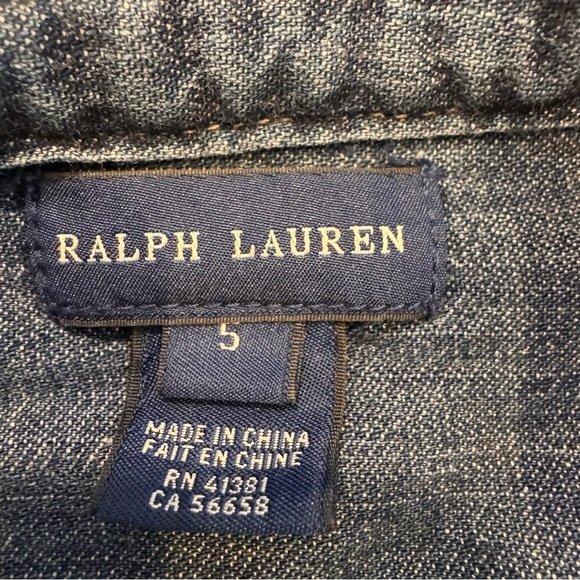 RALPH LAUREN
5
MADE IN CHINA
FAIT EN CHINE
RN 41381
CA 56658